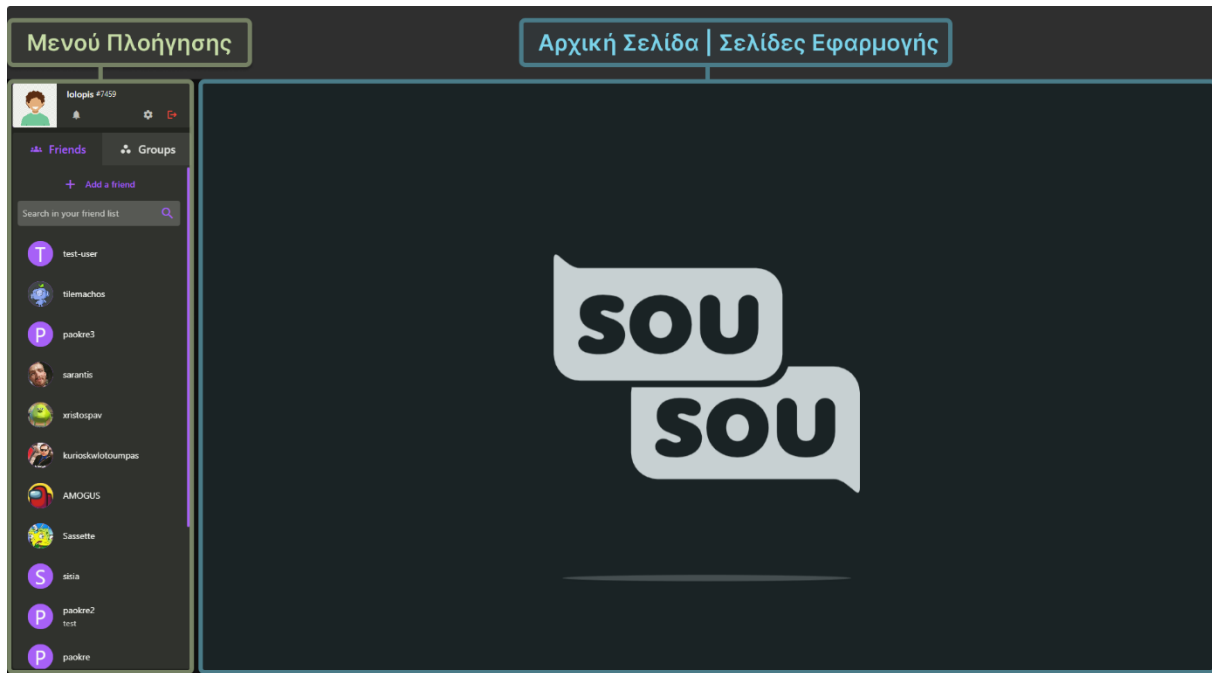 Μενού Πλοήγησης
Αρχική Σελίδα | Σελίδες Εφαρμογής
lolopis #7459
Friends
Groups
+ Add a friend
Search in your friend list
T
test-user
tilemachos
P
paokre3
sarantis
xristospav
kurioskwlotoumpas
AMOGUS
Sassette
S
sisia
P
paokre2
test
P
paokre
SOU
SOU